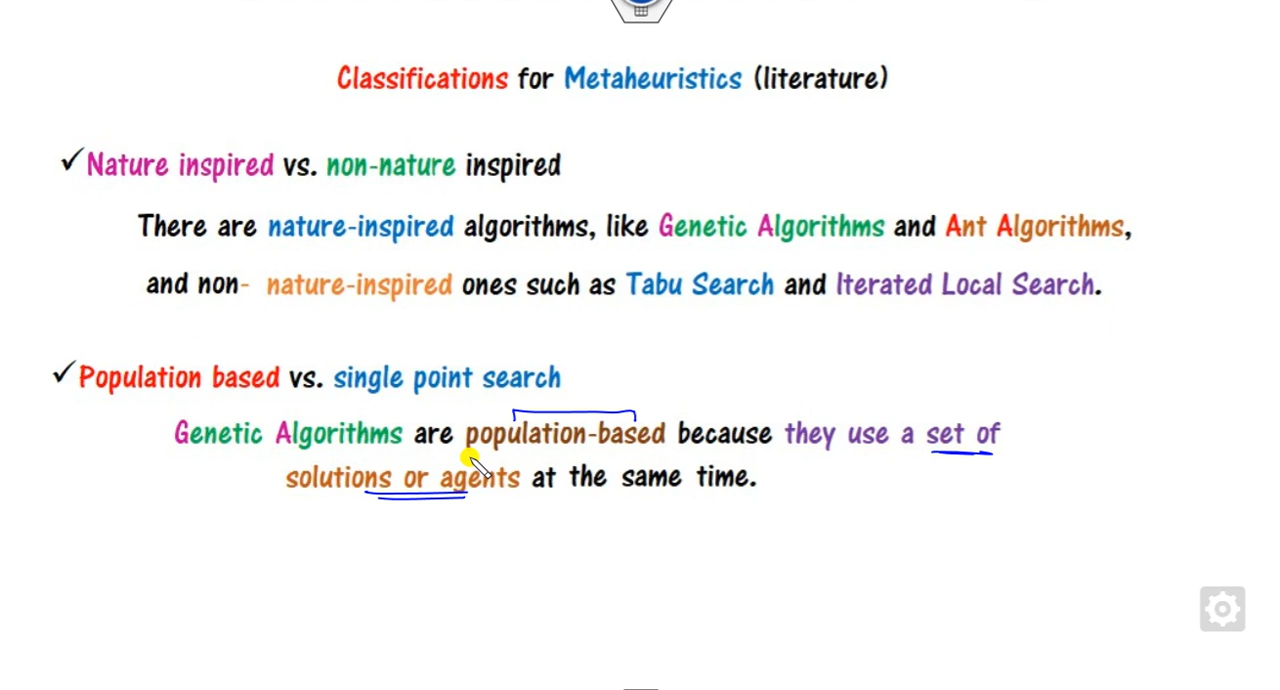 Classifications for Metaheuristics (literature)
✓Nature inspired vs. non-nature inspired
There are nature-inspired algorithms, like Genetic Algorithms and Ant Algorithms,
and non- nature-inspired ones such as Tabu Search and Iterated Local Search.
✓Population based vs. single point search
Genetic Algorithms are population-based because they use a set of
solutions or agents at the same time.